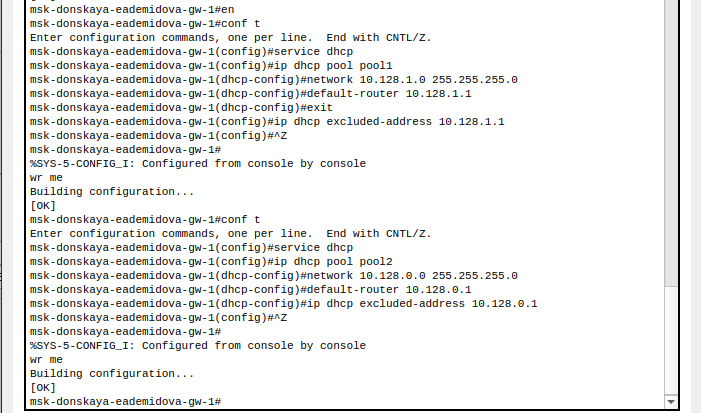 msk-donskaya-eademidova-gw-1#en
msk-donskaya-eademidova-gw-1#conf t
Enter configuration commands, one per line.  End with CNTL/Z.
msk-donskaya-eademidova-gw-1(config)#service dhcp
msk-donskaya-eademidova-gw-1(config)#ip dhcp pool pool1
msk-donskaya-eademidova-gw-1(dhcp-config)#network 10.128.1.0 255.255.255.0
msk-donskaya-eademidova-gw-1(dhcp-config)#default-router 10.128.1.1
msk-donskaya-eademidova-gw-1(dhcp-config)#exit
msk-donskaya-eademidova-gw-1(config)#ip dhcp excluded-address 10.128.1.1
msk-donskaya-eademidova-gw-1(config)#^Z
msk-donskaya-eademidova-gw-1#
%SYS-5-CONFIG_I: Configured from console by console
wr me
Building configuration...
[OK]
msk-donskaya-eademidova-gw-1#conf t
Enter configuration commands, one per line.  End with CNTL/Z.
msk-donskaya-eademidova-gw-1(config)#service dhcp
msk-donskaya-eademidova-gw-1(config)#ip dhcp pool pool2
msk-donskaya-eademidova-gw-1(dhcp-config)#network 10.128.0.0 255.255.255.0
msk-donskaya-eademidova-gw-1(dhcp-config)#default-router 10.128.0.1
msk-donskaya-eademidova-gw-1(dhcp-config)#ip dhcp excluded-address 10.128.0.1
msk-donskaya-eademidova-gw-1(config)#^Z
msk-donskaya-eademidova-gw-1#
%SYS-5-CONFIG_I: Configured from console by console
wr me
Building configuration...
[OK]
msk-donskaya-eademidova-gw-1#